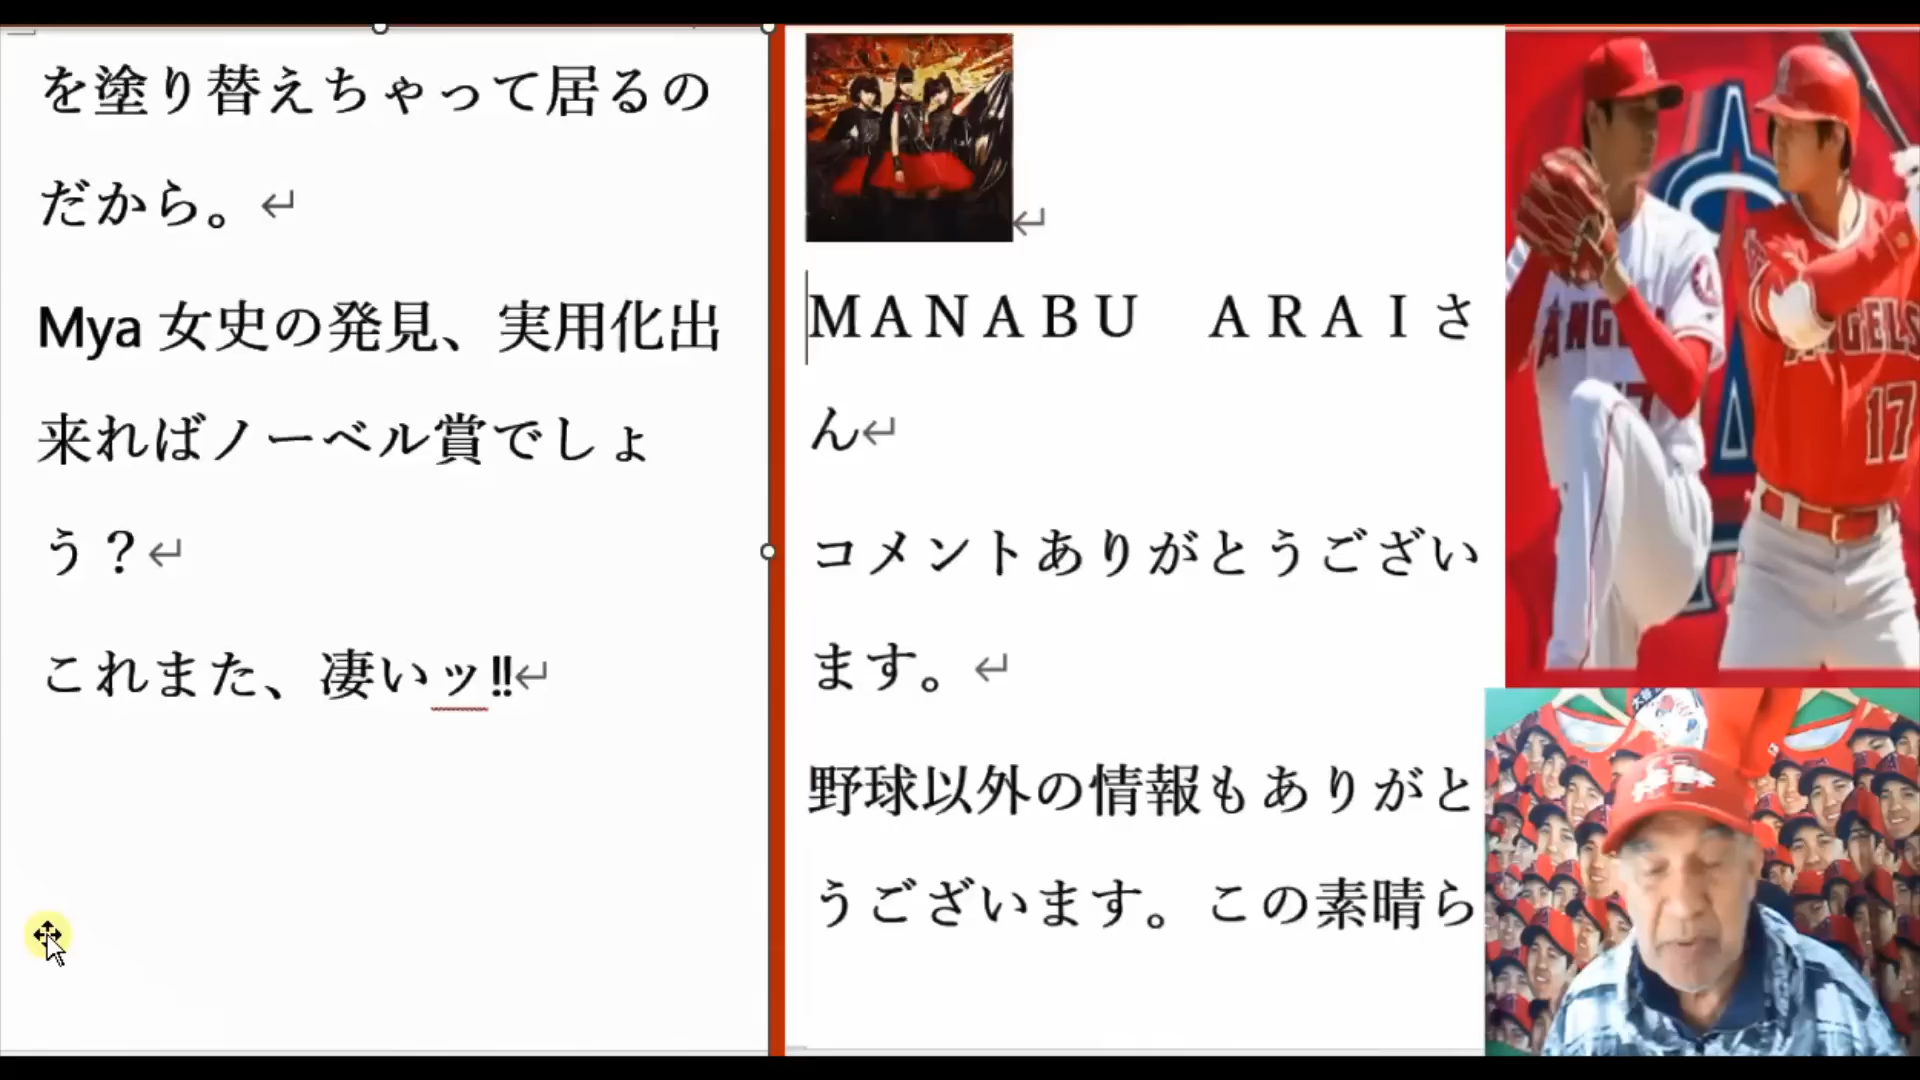 を塗り替えちゃって居るの
だから。
Mya 女史の発見、実用化出
来ればノーベル賞でしょ
う？
これまた、凄いッ‼
ＭＡＮＡＢＵ　ＡＲＡＩさ
ん
コメントありがとうござい
ます。
野球以外の情報もありがと
うございます。この素晴ら
ANGELS
17